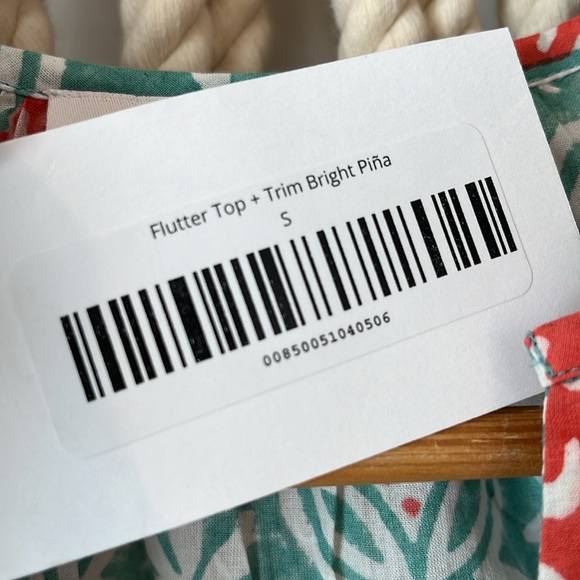 Flutter Top + Trim Bright Piña
S
00850051040506